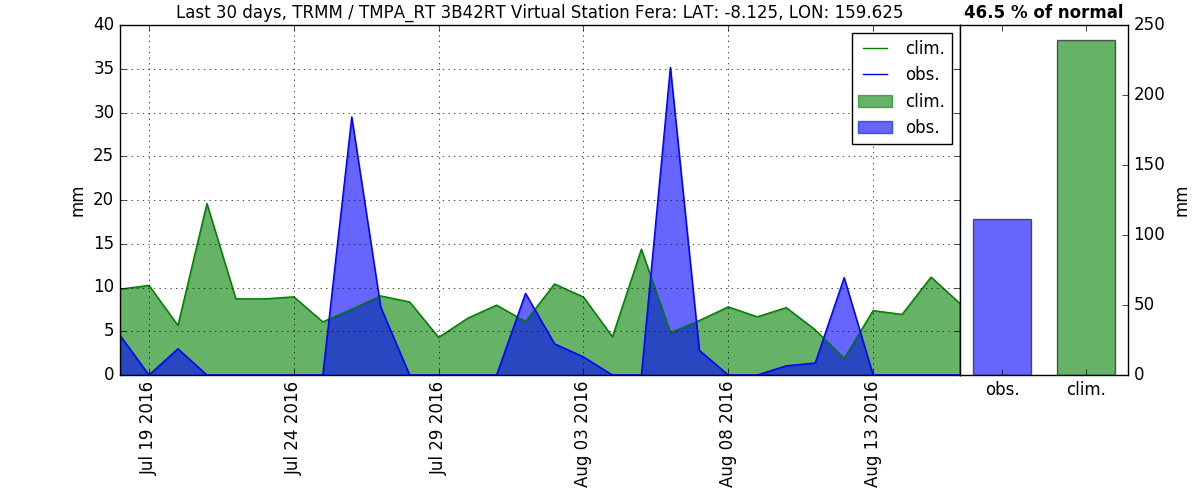 Last 30 days, TRMM / TMPA_RT 3B42RT Virtual Station Fera: LAT: -8.125, LON: 159.625
46.5 % of normal
40
35
30
25
20
15
10
5
0
mm
clim.
obs.
clim.
obs.
250
200
150
100
50
0
mm
obs.
clim.
Jul 19 2016
Jul 24 2016
Jul 29 2016
Aug 03 2016
Aug 08 2016
Aug 13 2016